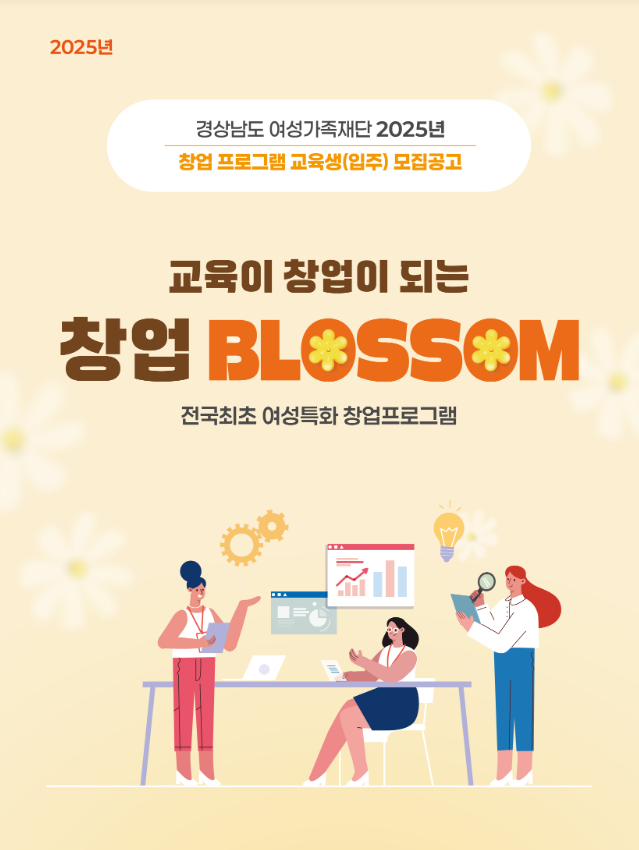 2025년
경상남도 여성가족재단 2025년
창업 프로그램 교육생(입주) 모집공고
교육이 창업이 되는
창업 BLOSSOM
전국최초 여성특화 창업프로그램